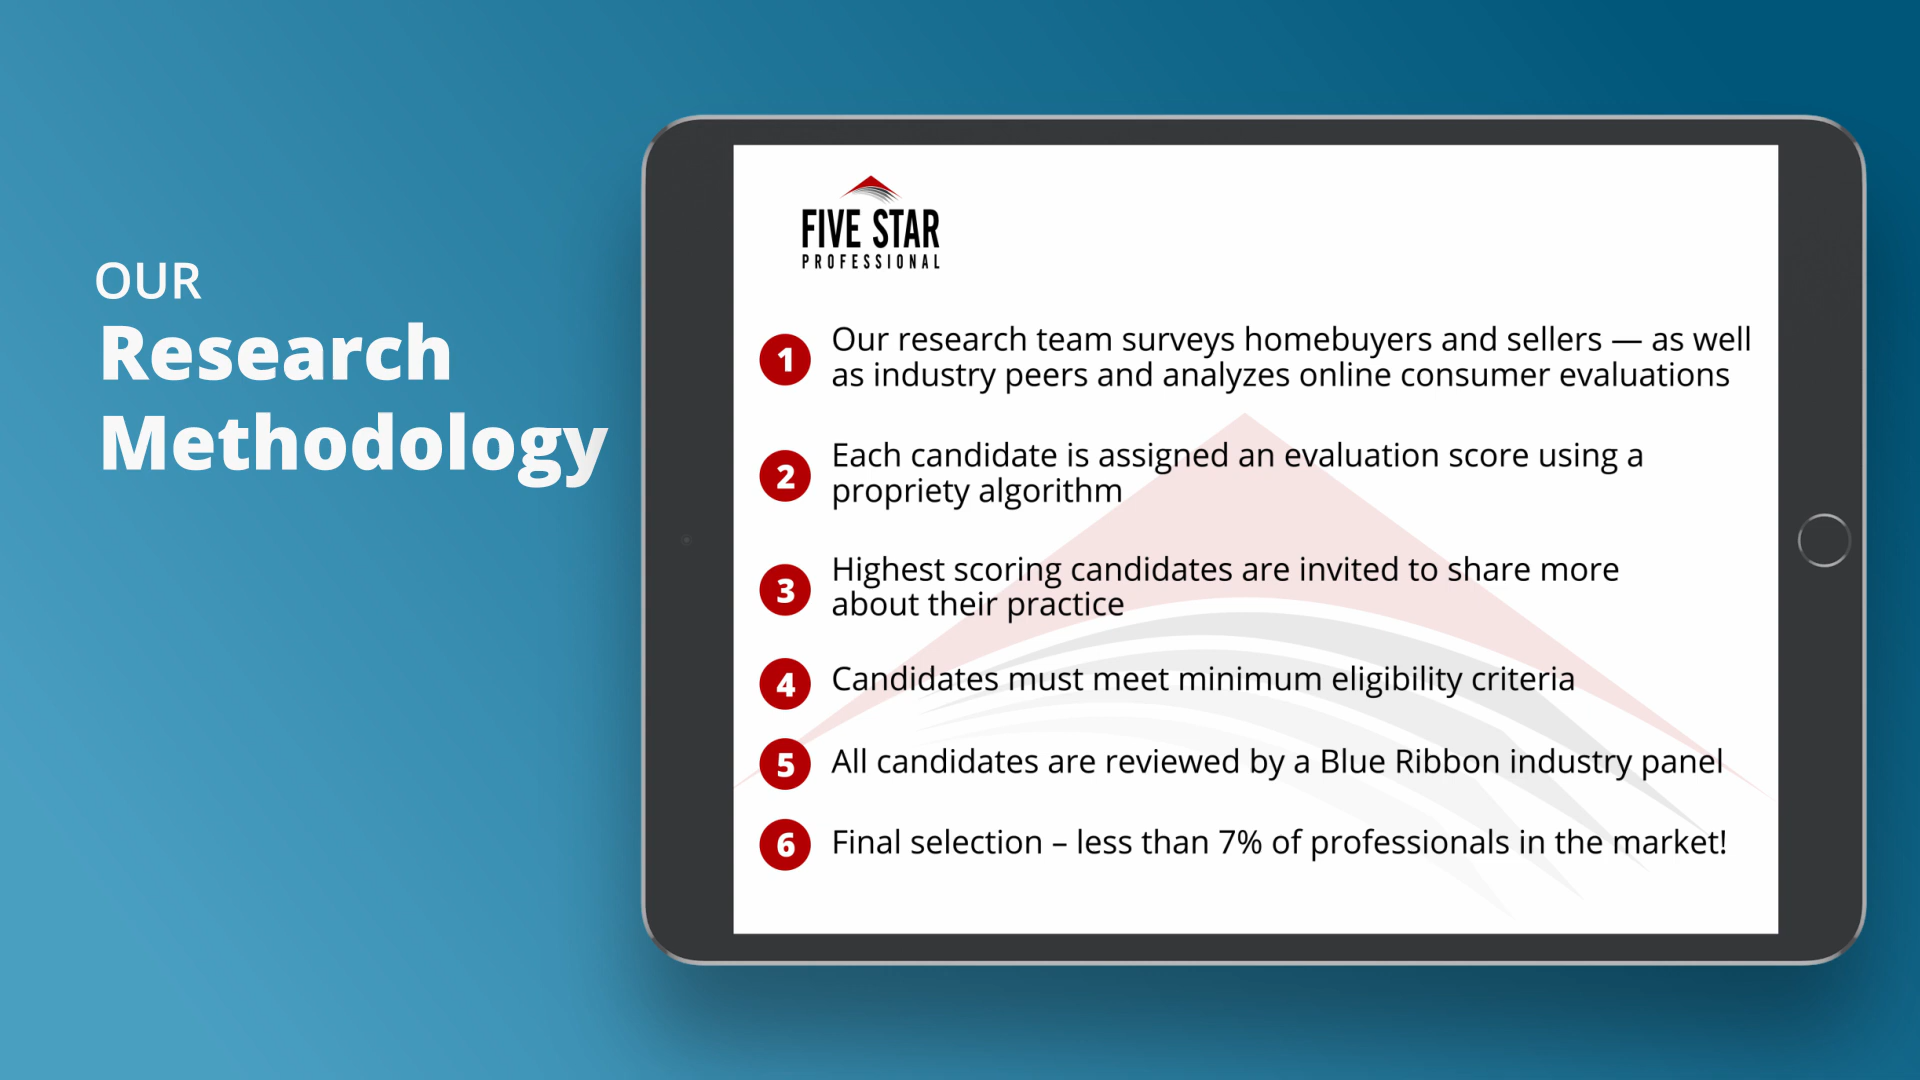 OUR
Research
Methodology
FIVE STAR
PROFESSIONAL
1 Our research team surveys homebuyers and sellers — as well
as industry peers and analyzes online consumer evaluations
2 Each candidate is assigned an evaluation score using a
propriety algorithm
3 Highest scoring candidates are invited to share more
about their practice
4 Candidates must meet minimum eligibility criteria
5 All candidates are reviewed by a Blue Ribbon industry panel
6 Final selection – less than 7% of professionals in the market!